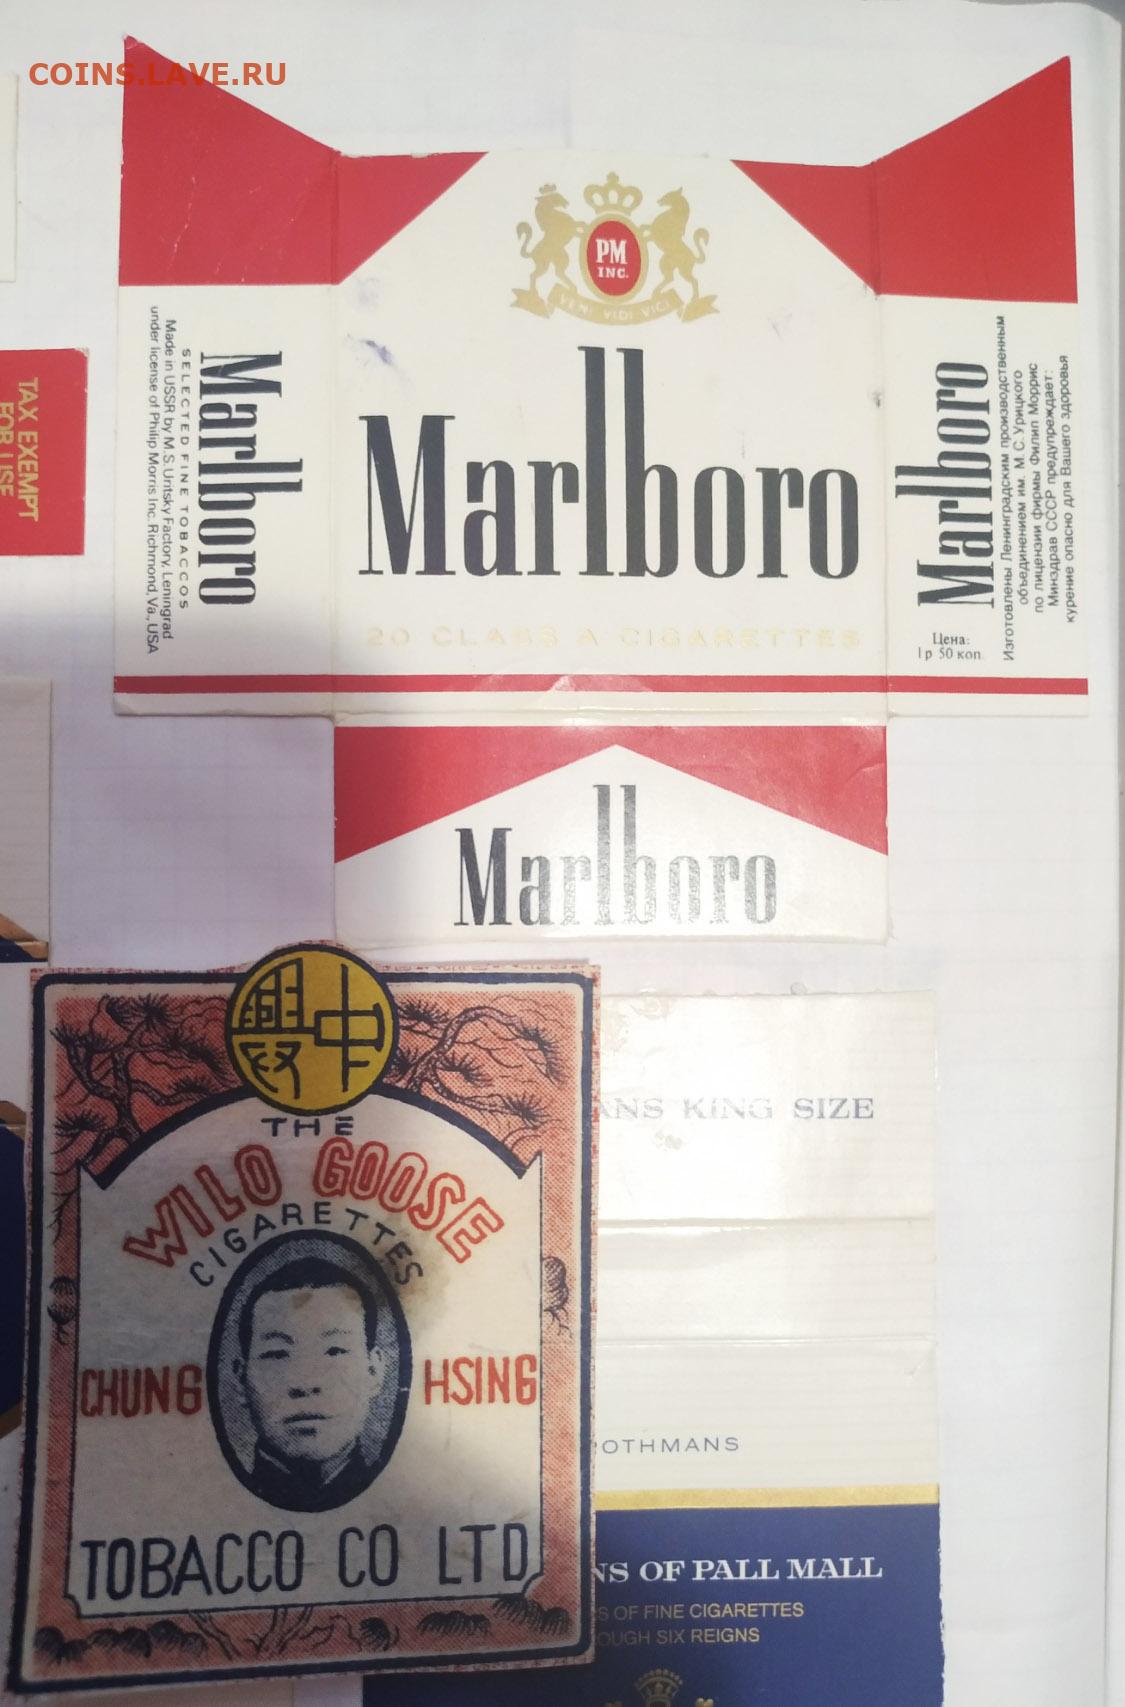 COINS.LAVE.RU
PM
INC.
VENI VIDI VICI
Marlboro
20 CLASS A CIGARETTES
Marlboro
SELECTED FINE TOBACCOS
Made in USSR by M.S. Uritsky Factory, Leningrad
under license of Philip Morris Inc. Richmond, Va., USA
Marlboro
Цена:
1 р 50 коп.
Изготовлены Ленинградским производственным
объединением им. М. С. Урицкого
по лицензии фирмы Филип Моррис
Минздрав СССР предупреждает:
курение опасно для Вашего здоровья
TAX EXEMPT
FOR USE
Marlboro
中
THE
WILO GOOSE
CIGARETTES
CHUNG HSING
TOBACCO CO LTD
KING SIZE
OTHMANS
NS OF PALL MALL
S OF FINE CIGARETTES
OUGH SIX REIGNS